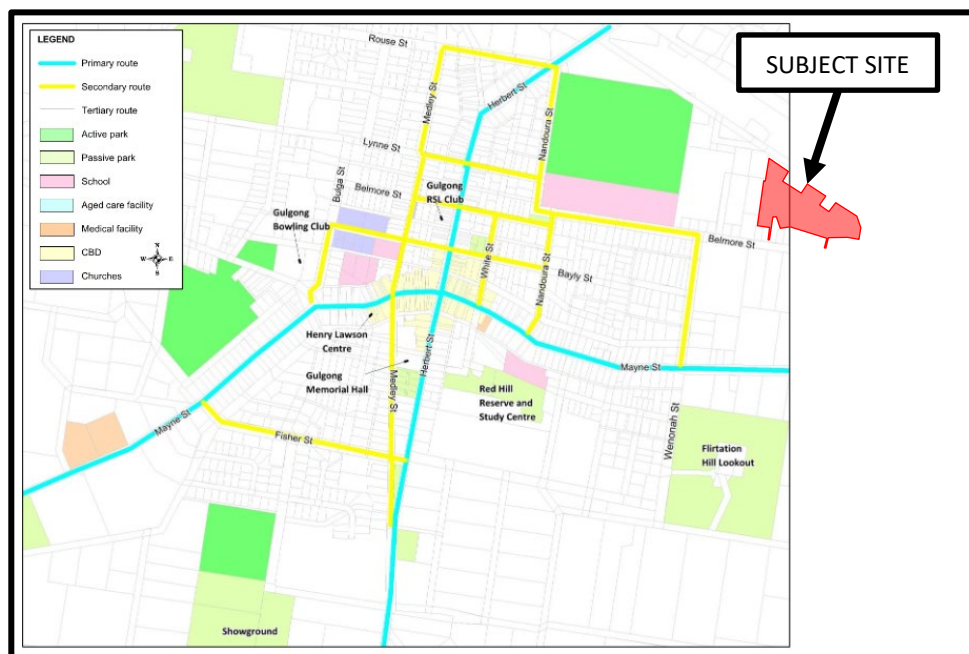 LEGEND
Primary route
Secondary route
Tertiary route
Active park
Passive park
School
Aged care facility
Medical facility
CBD
Churches
N
W
E
S
SUBJECT SITE
Rouse St
Herbert St
Medley St
Nandoura St
Lynne St
Bulga St
Belmore St
Gulgong
RSL Club
Gulgong
Bowling Club
Belmore St
White St
Bayly St
Nandoura St
Henry Lawson
Centre
Herbert St
Mayne St
Gulgong
Memorial Hall
Medley St
Red Hill
Reserve and
Study Centre
Wenonah St
Mayne St
Fisher St
Flirtation
Hill Lookout
Showground